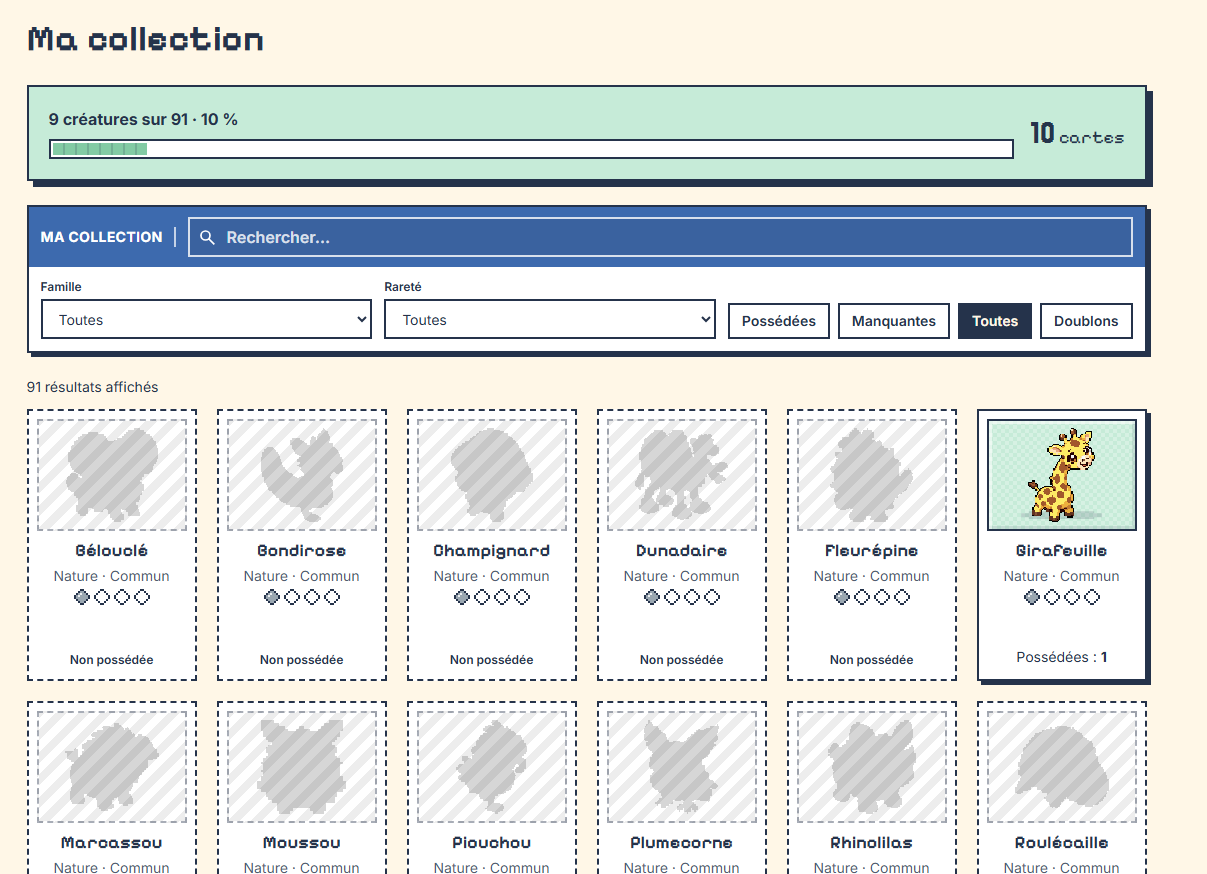 Ma collection
9 créatures sur 91 · 10 %
10 cartes
MA COLLECTION
Rechercher...
Famille
Rareté
Toutes
Toutes
Possédées
Manquantes
Toutes
Doublons
91 résultats affichés
Bélouclé
Bondirose
Champignard
Dunadaire
Fleurépine
Girafeuille
Nature · Commun
Nature · Commun
Nature · Commun
Nature · Commun
Nature · Commun
Nature · Commun
Non possédée
Non possédée
Non possédée
Non possédée
Non possédée
Possédées : 1
Marcassou
Moussou
Piouchou
Plumecorne
Rhinolilas
Roulécaille
Nature · Commun
Nature · Commun
Nature · Commun
Nature · Commun
Nature · Commun
Nature · Commun